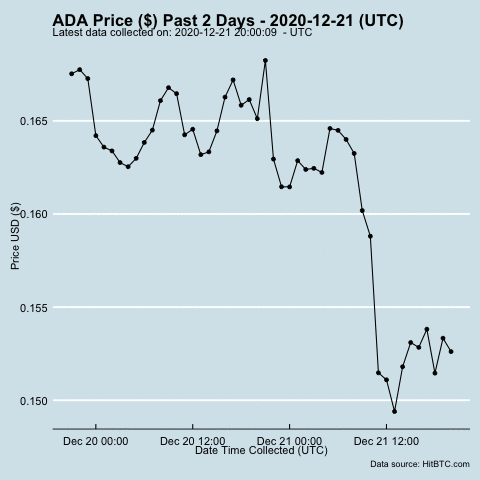 ADA Price ($) Past 2 Days - 2020-12-21 (UTC)
Latest data collected on: 2020-12-21 20:00:09 - UTC
0.165
0.160
0.155
0.150
Price USD ($)
Dec 20 00:00 Dec 20 12:00 Dec 21 00:00 Dec 21 12:00
Date Time Collected (UTC)
Data source: HitBTC.com